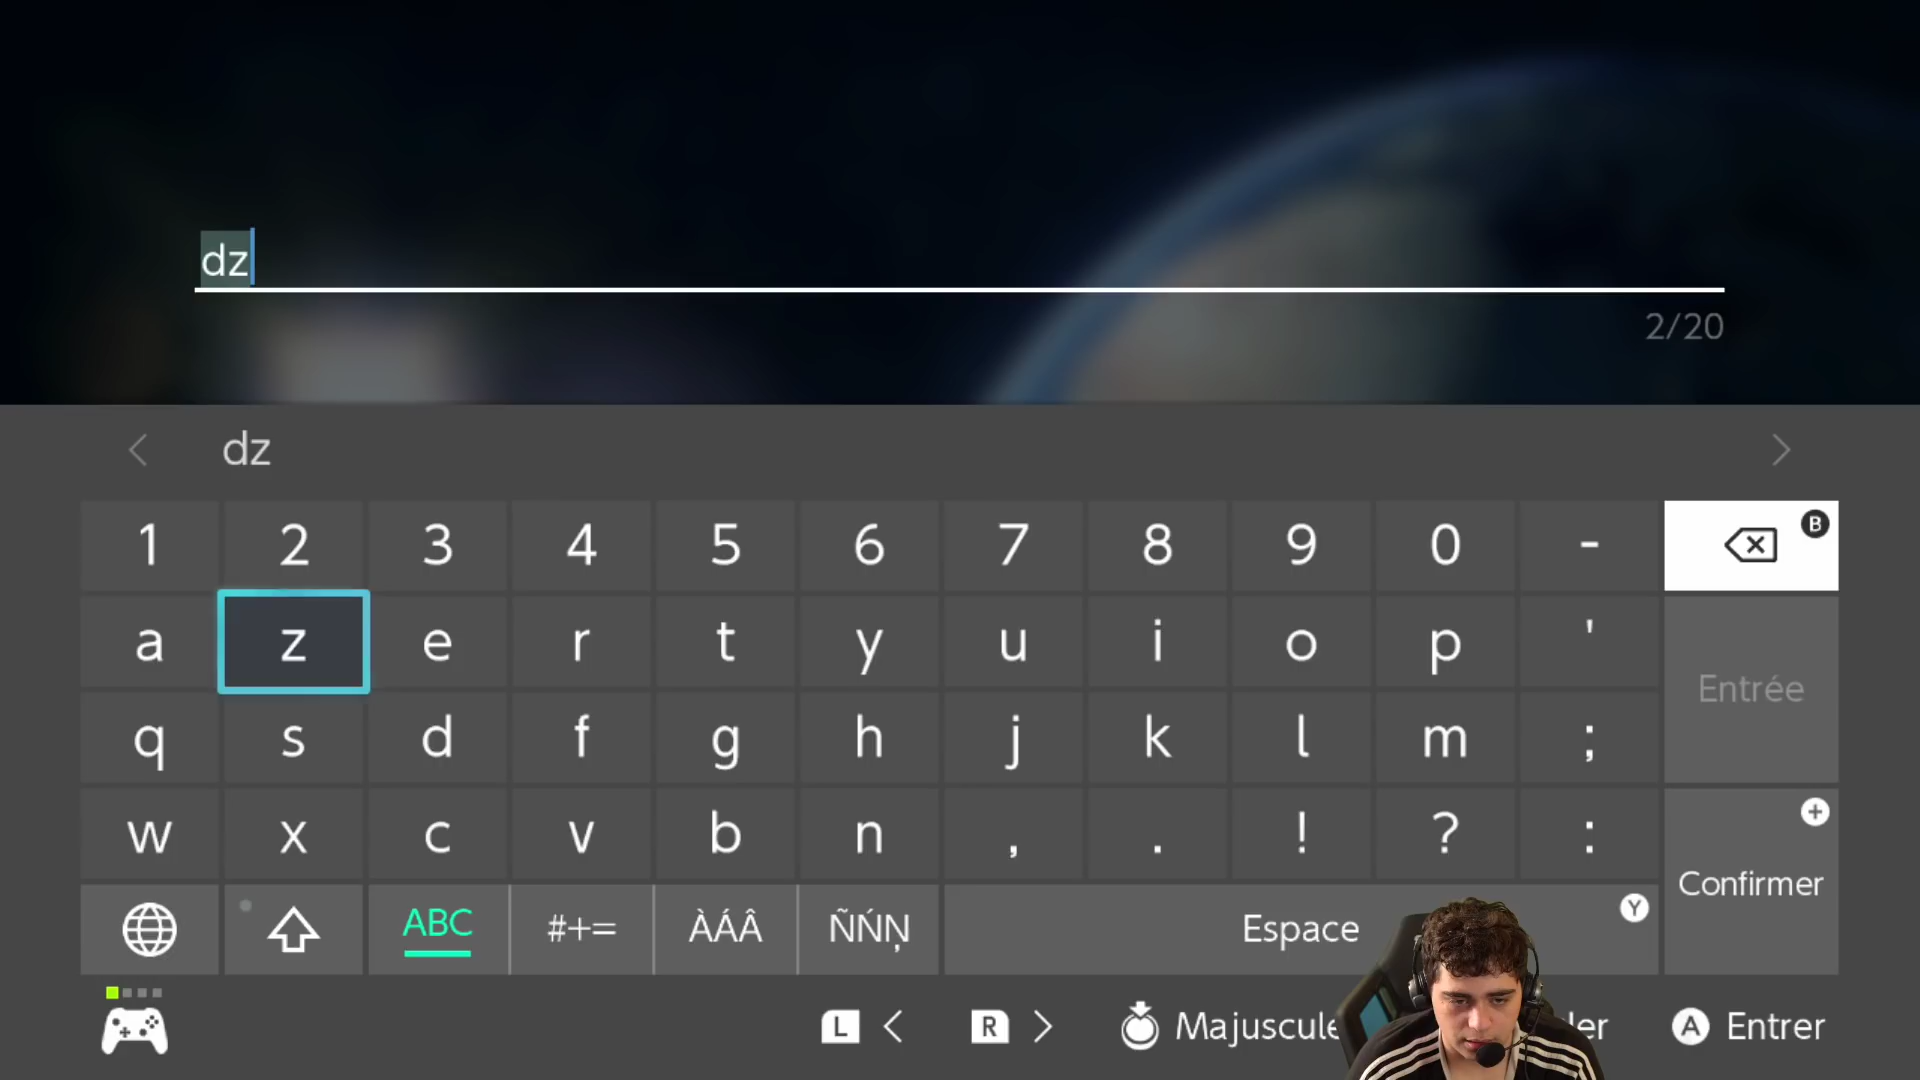 dz
2/20
dz
1 2 3 4 5 6 7 8 9 0 - B
a z e r t y u i o p '
Entrée
q s d f g h j k l m ;
w x c v b n , . ! ? : +
Confirmer
ABC #+= ÀÁÂ ÑŃŅ Espace Y
L R Majuscule ler A Entrer